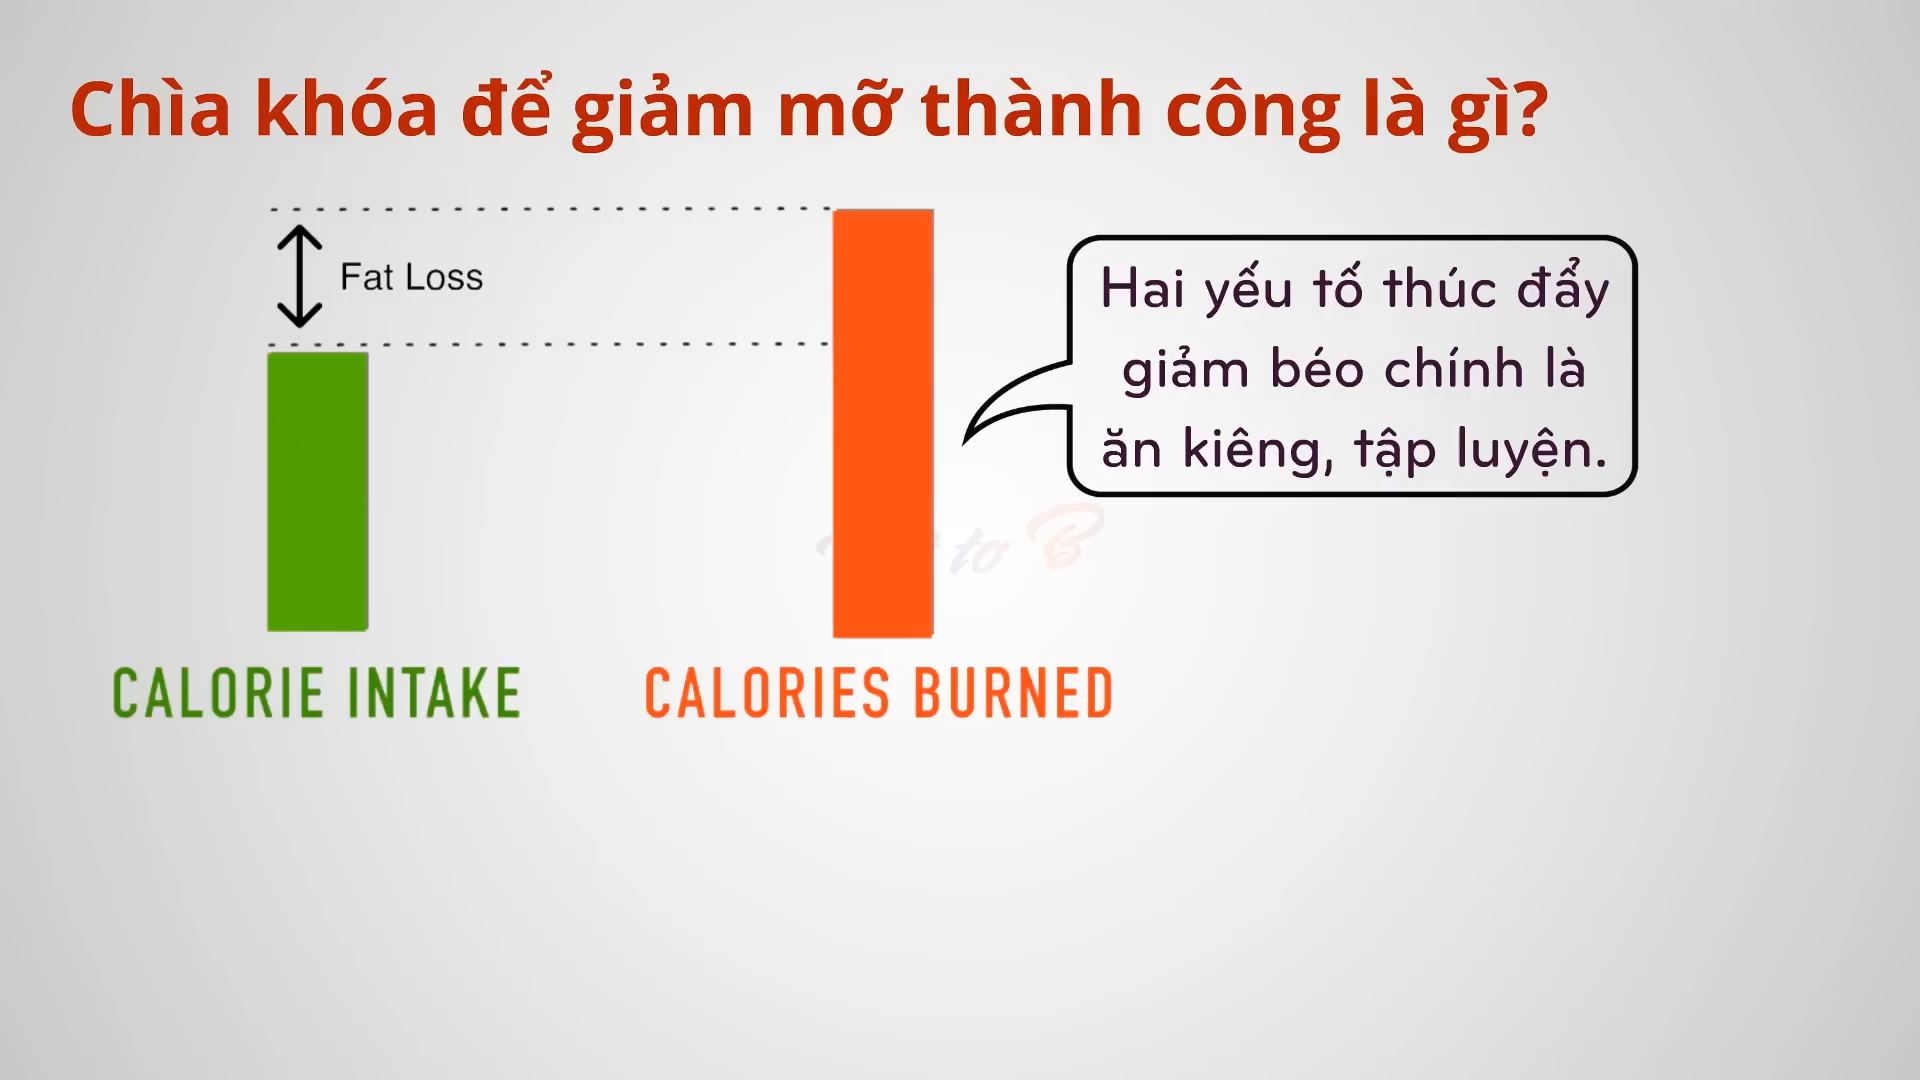 Chìa khóa để giảm mỡ thành công là gì?
Fat Loss
Hai yếu tố thúc đẩy
giảm béo chính là
ăn kiêng, tập luyện.
to B
CALORIE INTAKE
CALORIES BURNED